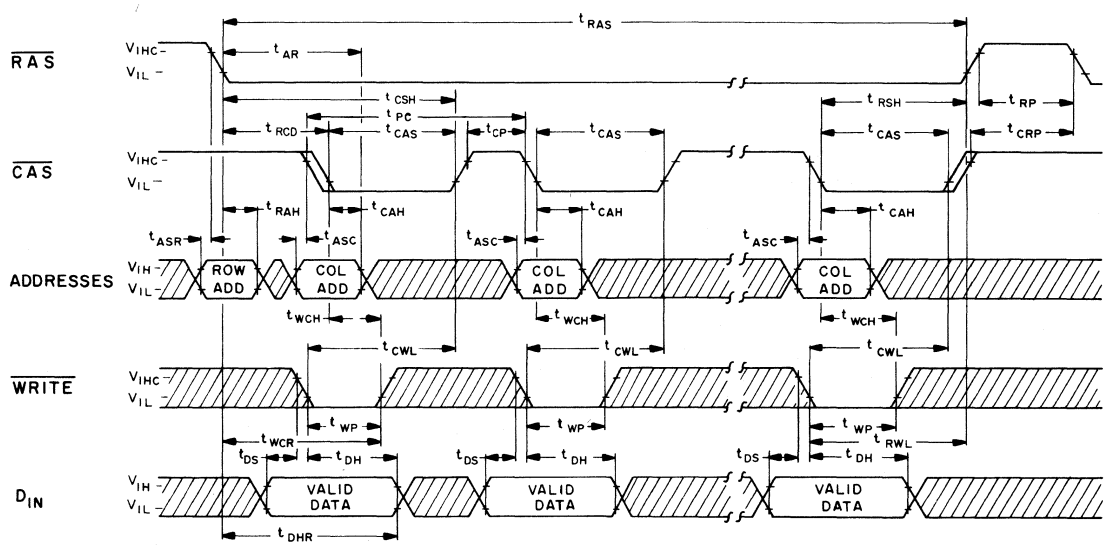 tRAS
RAS
VIHC
VIL
tAR
tCSH
tPC
tRSH
tRP
tRCD
tCAS
tCP
tCAS
tCAS
tCRP
CAS
VIHC
VIL
tRAH
tCAH
tCAH
tCAH
tASR
tASC
tASC
tASC
ADDRESSES
VIH
VIL
ROW ADD
COL ADD
COL ADD
COL ADD
tWCH
tWCH
tWCH
tCWL
tCWL
tCWL
WRITE
VIHC
VIL
tWP
tWP
tWP
tWCR
tRWL
tDS
tDH
tDS
tDH
tDS
tDH
DIN
VIH
VIL
VALID DATA
VALID DATA
VALID DATA
tDHR